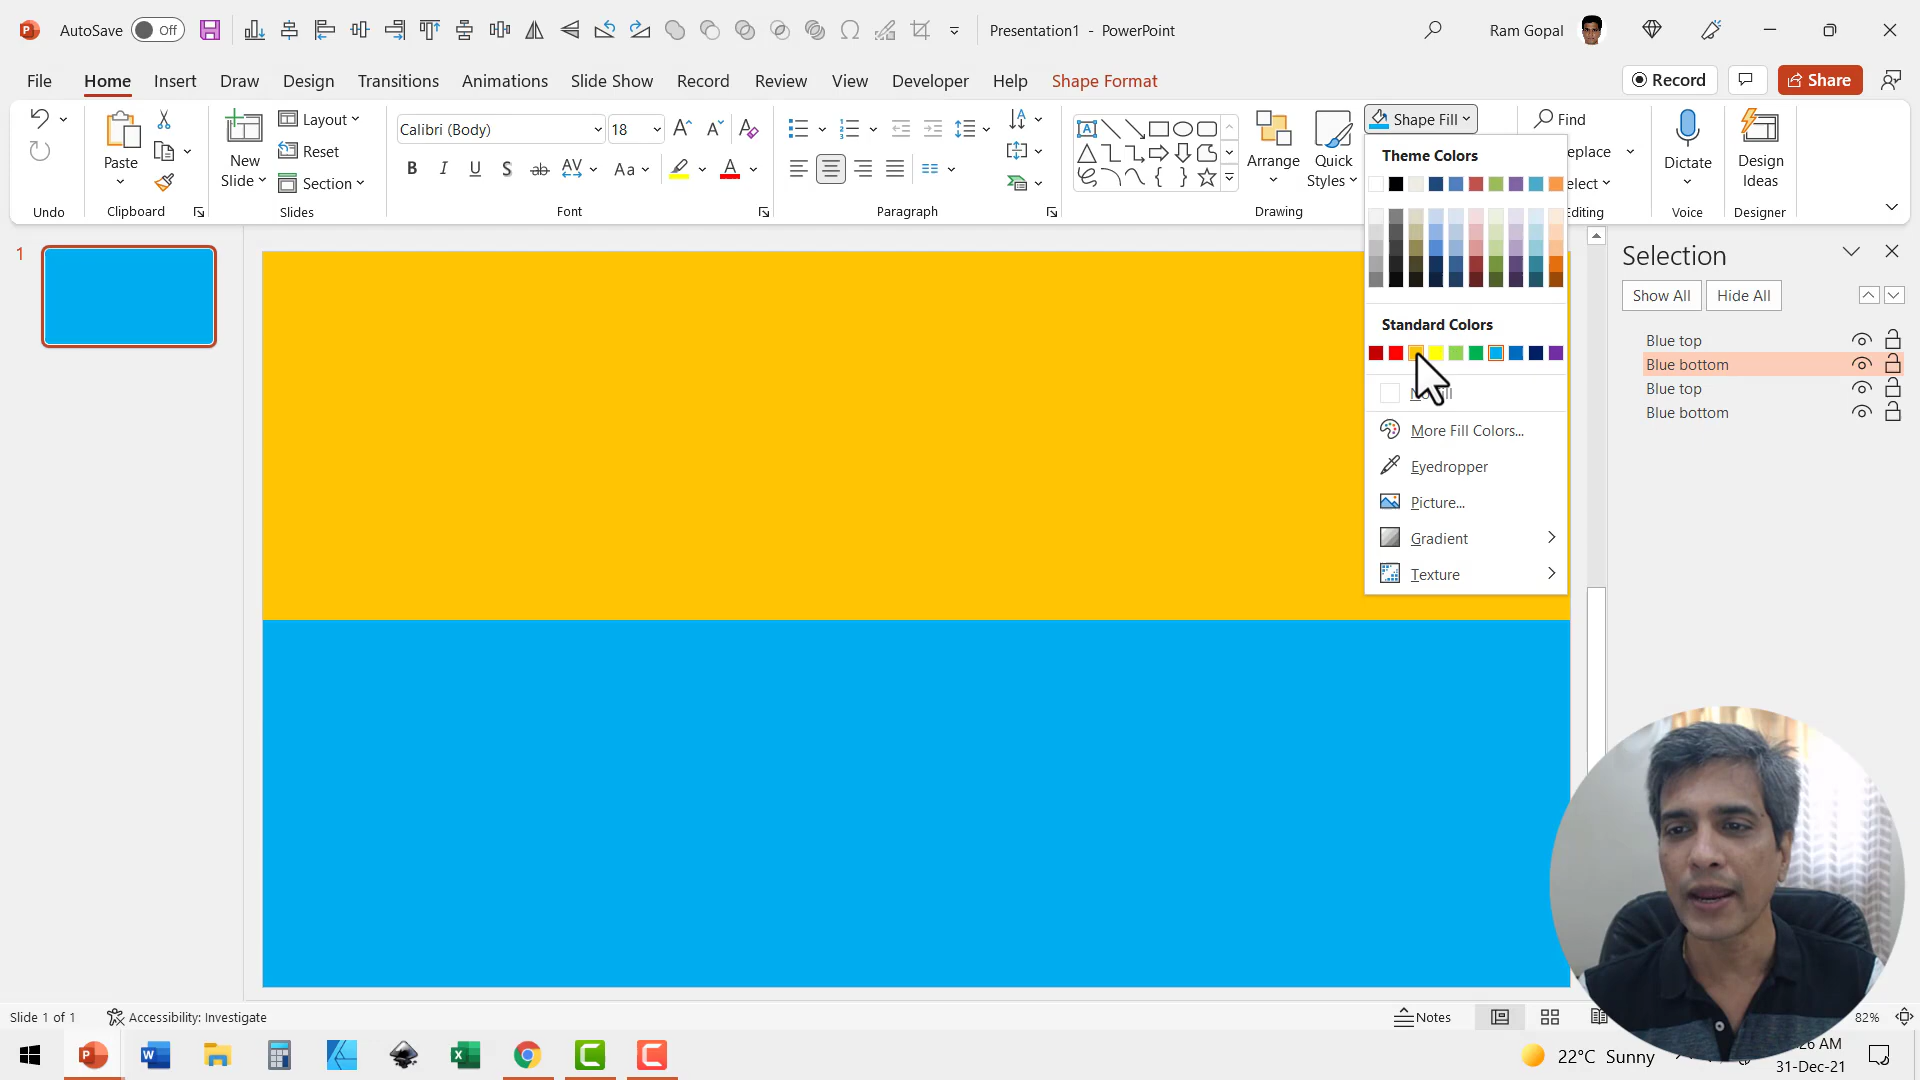 AutoSave Off Presentation1 - PowerPoint Ram Gopal
File Home Insert Draw Design Transitions Animations Slide Show Record Review View Developer Help Shape Format Record Share
Paste
New
Slide
Layout
Reset
Section
Calibri (Body) 18
Arrange
Quick
Styles
Shape Fill
Find
eplace
elect
Dictate
Design
Ideas
Undo Clipboard Slides Font Paragraph Drawing diting Voice Designer
Theme Colors
Standard Colors
More Fill Colors...
Eyedropper
Picture...
Gradient
Texture
1
Selection
Show All Hide All
Blue top
Blue bottom
Blue top
Blue bottom
Slide 1 of 1 Accessibility: Investigate Notes 82%
22°C Sunny
26 AM
31-Dec-21